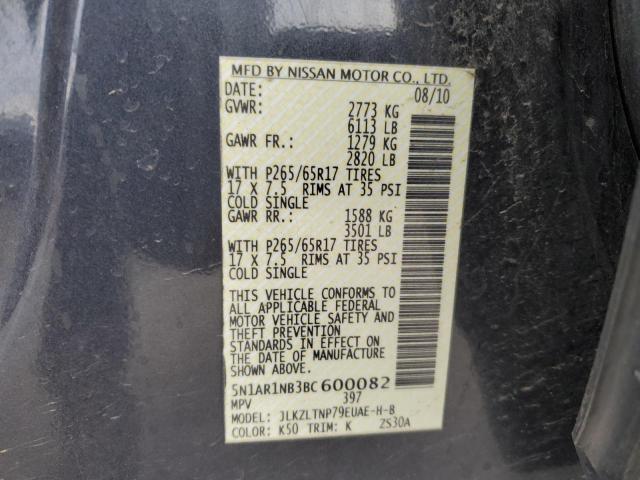 MFD BY NISSAN MOTOR CO., LTD.
DATE: 08/10
GVWR: 2773 KG
6113 LB
GAWR FR.: 1279 KG
2820 LB
WITH P265/65R17 TIRES
17 X 7.5 RIMS AT 35 PSI
COLD SINGLE
GAWR RR.: 1588 KG
3501 LB
WITH P265/65R17 TIRES
17 X 7.5 RIMS AT 35 PSI
COLD SINGLE
THIS VEHICLE CONFORMS TO
ALL APPLICABLE FEDERAL
MOTOR VEHICLE SAFETY AND
THEFT PREVENTION
STANDARDS IN EFFECT ON
THE DATE OF MANUFACTURE
SHOWN ABOVE.
5N1AR1NB3BC600082
MPV 397
MODEL: JLKZLTNP79EUAE-H-B
COLOR: K50 TRIM: K ZS30A